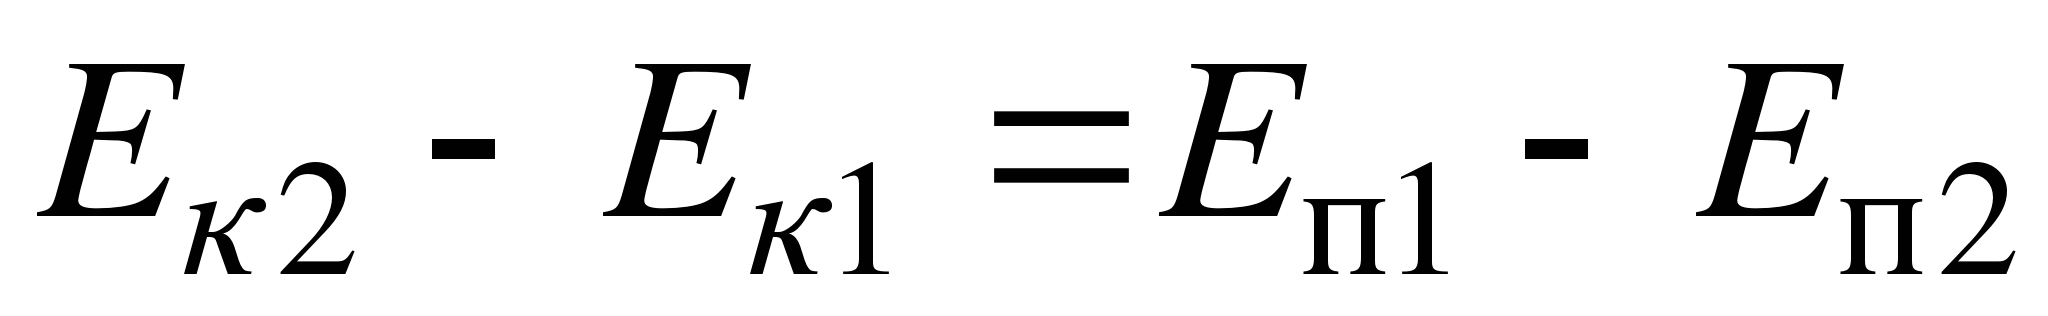 Eк2 - Eк1 = Eп1 - Eп2